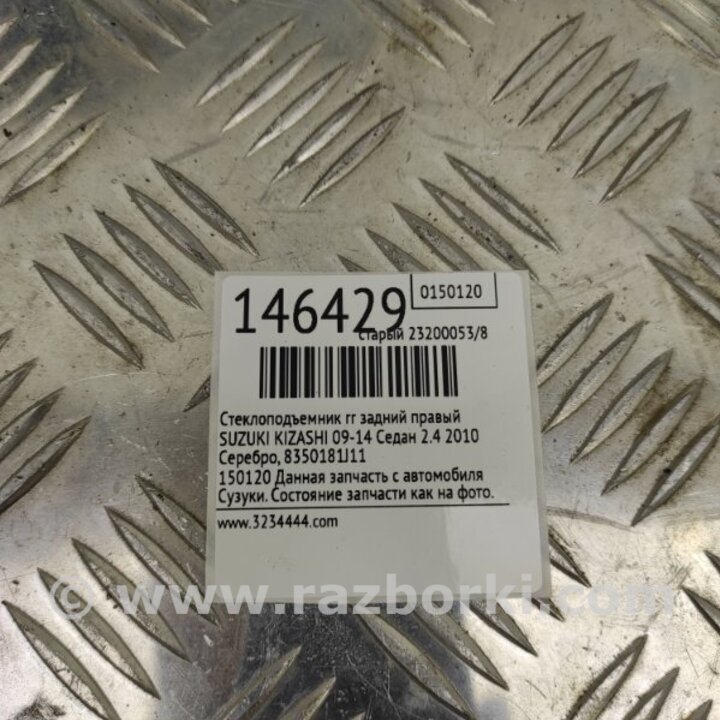 146429
0150120
старый 23200053/8
Стеклоподъемник rr задний правый
SUZUKI KIZASHI 09-14 Седан 2.4 2010
Серебро, 8350181J11
150120 Данная запчасть с автомобиля
Сузуки. Состояние запчасти как на фото.
www.3234444.com
© www.razborki.com